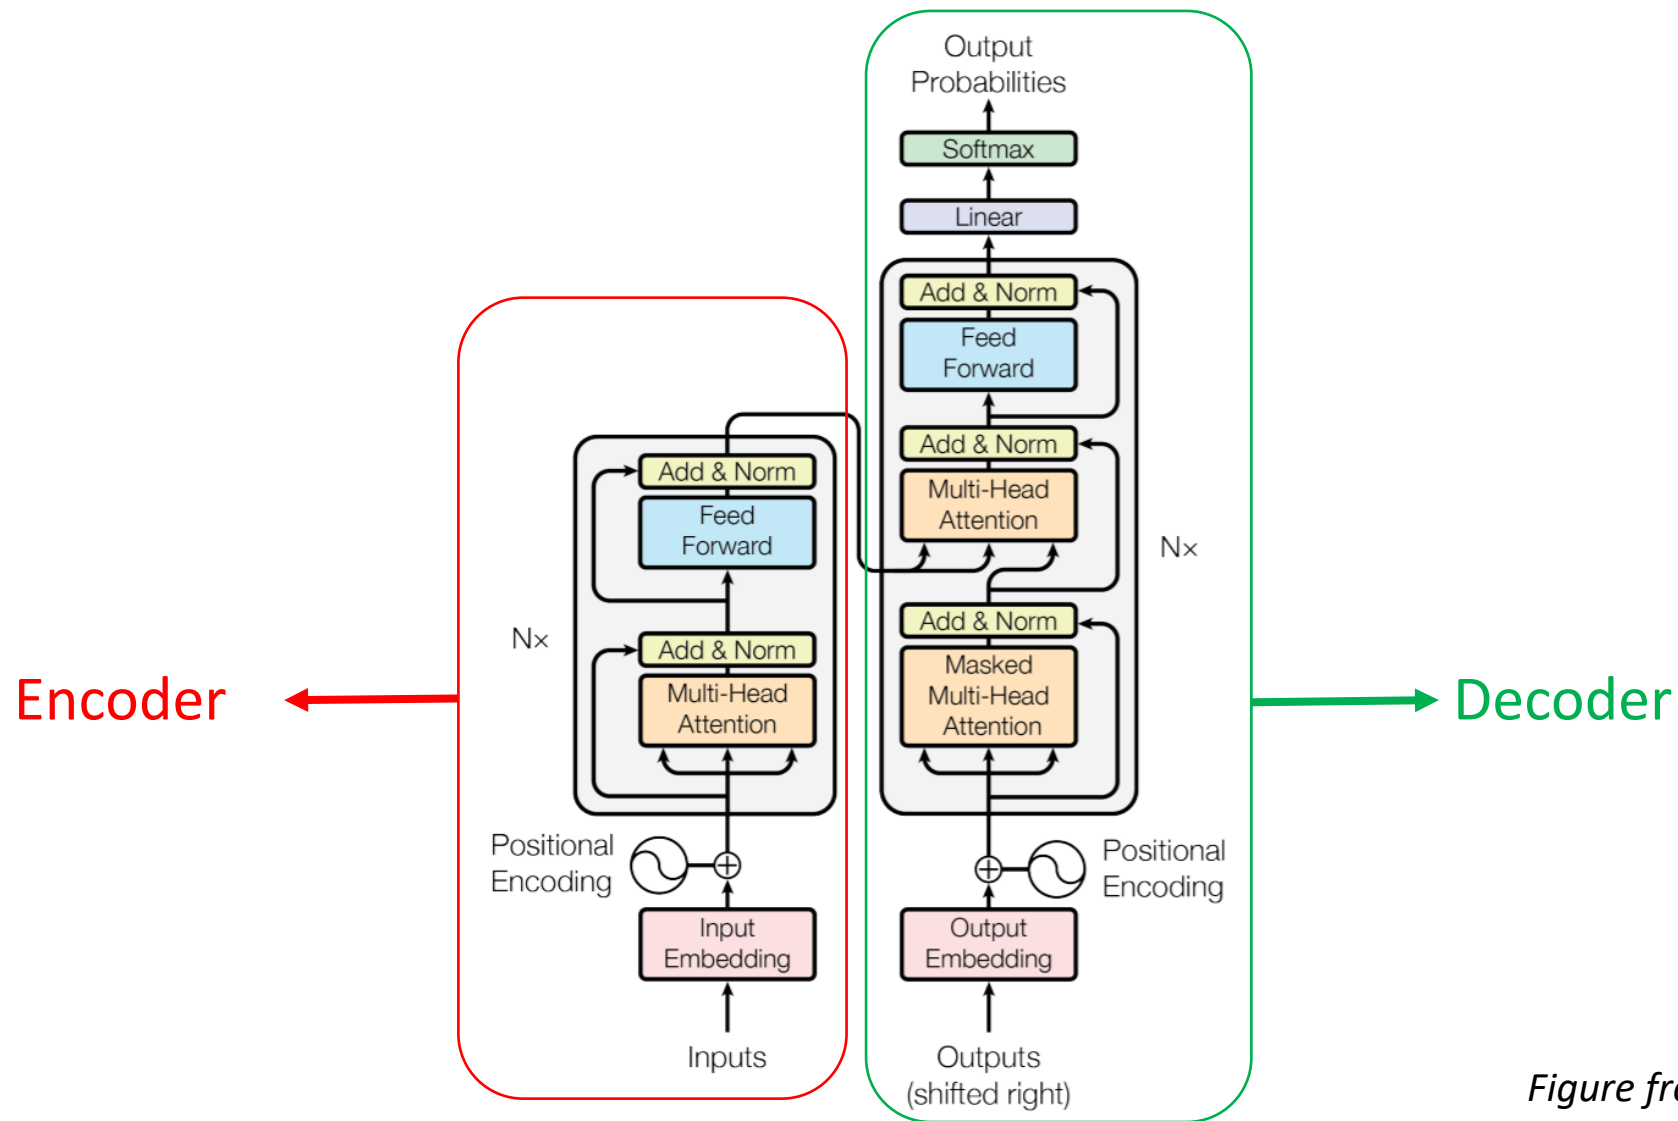 Output
Probabilities
Softmax
Linear
Add & Norm
Feed
Forward
Add & Norm
Multi-Head
Attention
Nx
Add & Norm
Masked
Multi-Head
Attention
Positional
Encoding
Output
Embedding
Outputs
(shifted right)
Add & Norm
Feed
Forward
Nx
Add & Norm
Multi-Head
Attention
Positional
Encoding
Input
Embedding
Inputs
Encoder
Decoder
Figure